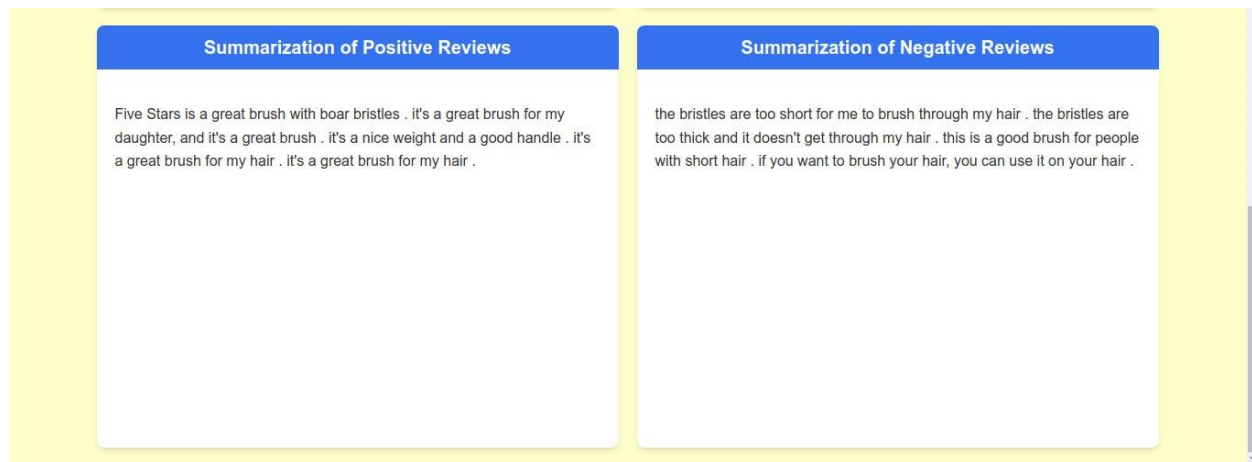 Summarization of Positive Reviews
Five Stars is a great brush with boar bristles . it's a great brush for my
daughter, and it's a great brush . it's a nice weight and a good handle . it's
a great brush for my hair . it's a great brush for my hair .
Summarization of Negative Reviews
the bristles are too short for me to brush through my hair . the bristles are
too thick and it doesn't get through my hair . this is a good brush for people
with short hair . if you want to brush your hair, you can use it on your hair .